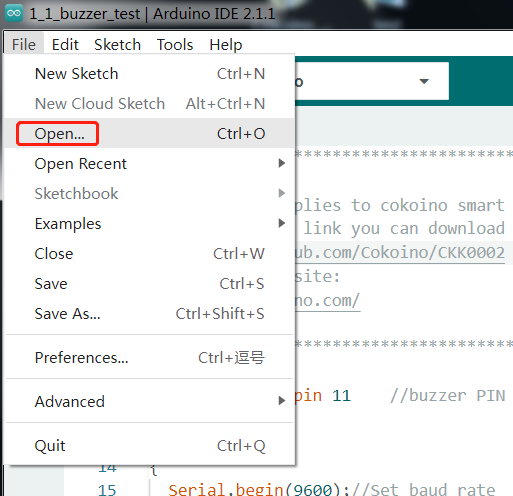 1_1_buzzer_test | Arduino IDE 2.1.1
File Edit Sketch Tools Help
New Sketch Ctrl+N
New Cloud Sketch Alt+Ctrl+N
Open... Ctrl+O
Open Recent
Sketchbook
Examples
Close Ctrl+W
Save Ctrl+S
Save As... Ctrl+Shift+S
Preferences... Ctrl+逗号
Advanced
Quit Ctrl+Q
o
*************************
plies to cokoino smart
link you can download
ub.com/Cokoino/CKK0002
site:
no.com/
*************************
pin 11 //buzzer PIN
14 {
15 Serial.begin(9600);//Set baud rate